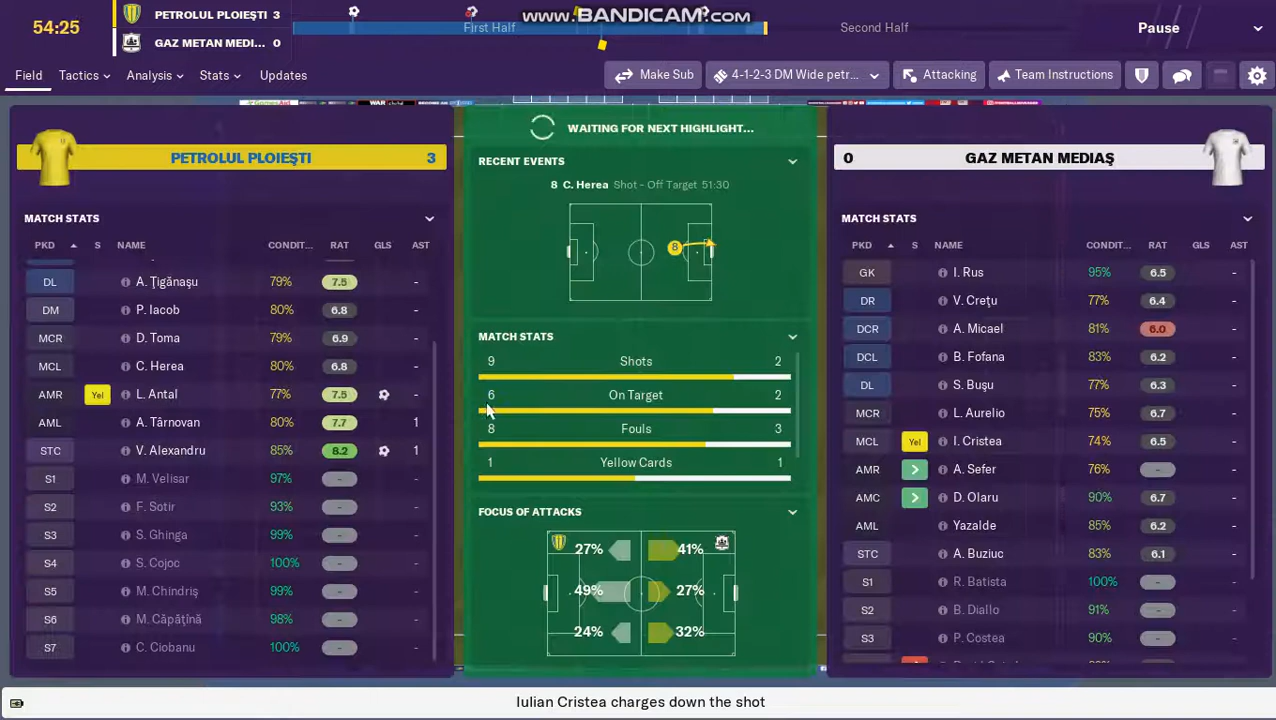 www.BANDICAM.com
54:25
PETROLUL PLOIEŞTI 3
GAZ METAN MEDI... 0
First Half
Second Half
Pause
Field
Tactics
Analysis
Stats
Updates
Make Sub
4-1-2-3 DM Wide petr...
Attacking
Team Instructions
PETROLUL PLOIEŞTI 3
MATCH STATS
PKD S NAME CONDIT... RAT GLS AST
DL A. Ţigănaşu 79% 7.5 -
DM P. Iacob 80% 6.8 -
MCR D. Toma 79% 6.9 -
MCL C. Herea 80% 6.8 -
AMR Yel L. Antal 77% 7.5 -
AML A. Târnovan 80% 7.7 1
STC V. Alexandru 85% 8.2 1
S1 M. Velisar 97% - -
S2 F. Sotir 93% - -
S3 S. Ghinga 99% - -
S4 S. Cojoc 100% - -
S5 M. Chindriş 99% - -
S6 M. Căpăţînă 98% - -
S7 C. Ciobanu 100% - -
WAITING FOR NEXT HIGHLIGHT...
RECENT EVENTS
8 C. Herea Shot - Off Target 51:30
8
MATCH STATS
9 Shots 2
6 On Target 2
8 Fouls 3
1 Yellow Cards 1
FOCUS OF ATTACKS
27% 41%
49% 27%
24% 32%
0 GAZ METAN MEDIAŞ
MATCH STATS
PKD S NAME CONDIT... RAT GLS AST
GK I. Rus 95% 6.5 -
DR V. Creţu 77% 6.4 -
DCR A. Micael 81% 6.0 -
DCL B. Fofana 83% 6.2 -
DL S. Buşu 77% 6.3 -
MCR L. Aurelio 75% 6.7 -
MCL Yel I. Cristea 74% 6.5 -
AMR A. Sefer 76% - -
AMC D. Olaru 90% 6.7 -
AML Yazalde 85% 6.2 -
STC A. Buziuc 83% 6.1 -
S1 R. Batista 100% - -
S2 B. Diallo 91% - -
S3 P. Costea 90% - -
Iulian Cristea charges down the shot